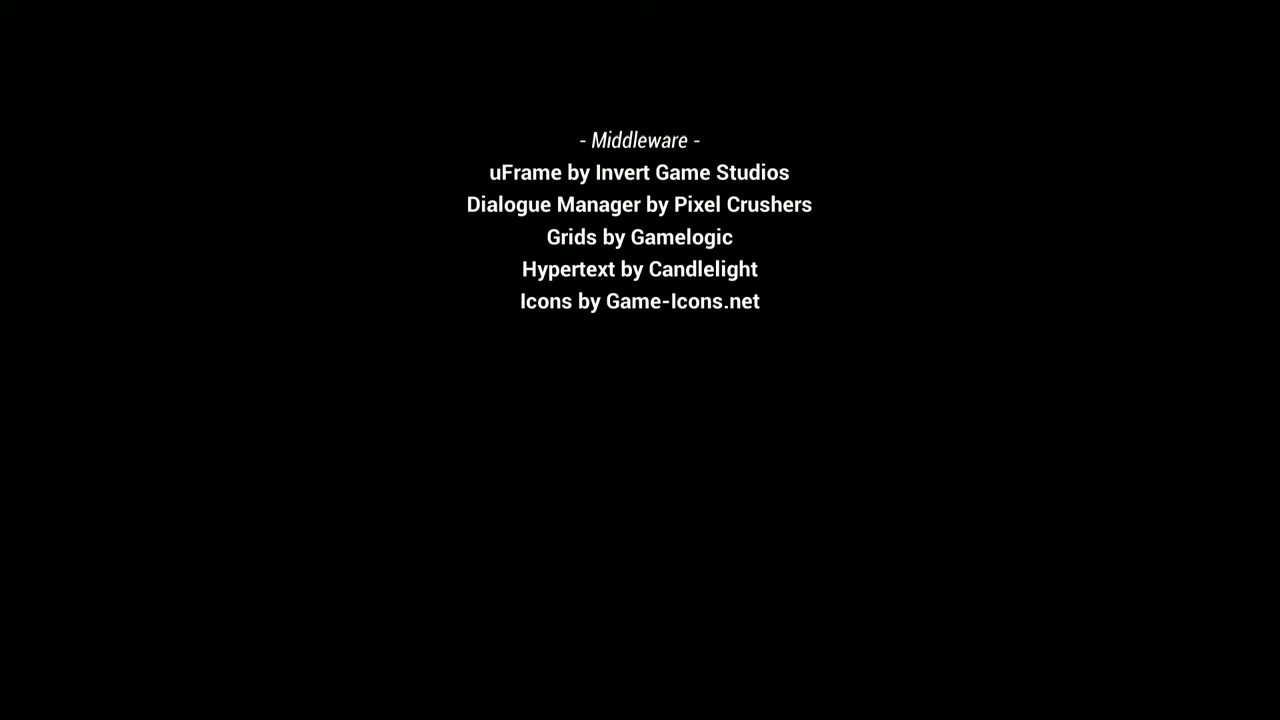 - Middleware -
uFrame by Invert Game Studios
Dialogue Manager by Pixel Crushers
Grids by Gamelogic
Hypertext by Candlelight
Icons by Game-Icons.net